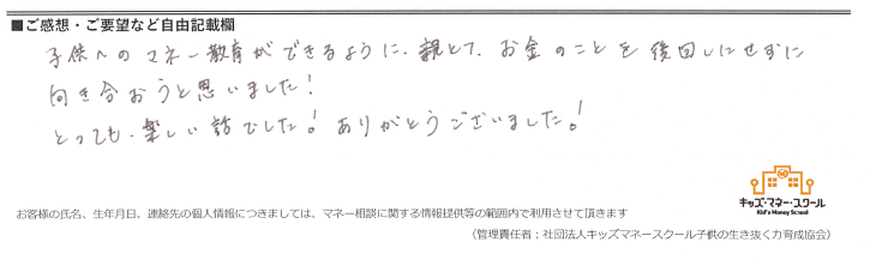 ■ご感想・ご要望など自由記載欄
子供へのマネー教育ができるように、親とて、お金のことを後回しにせずに
向き合おうと思いました！
とっても、楽しい話でした！ありがとうございました！
キッズ・マネー・スクール
Kid's Money School
お客様の氏名、生年月日、連絡先の個人情報につきましては、マネー相談に関する情報提供等の範囲内で利用させて頂きます
（管理責任者：社団法人キッズマネースクール子供の生き抜く力育成協会）